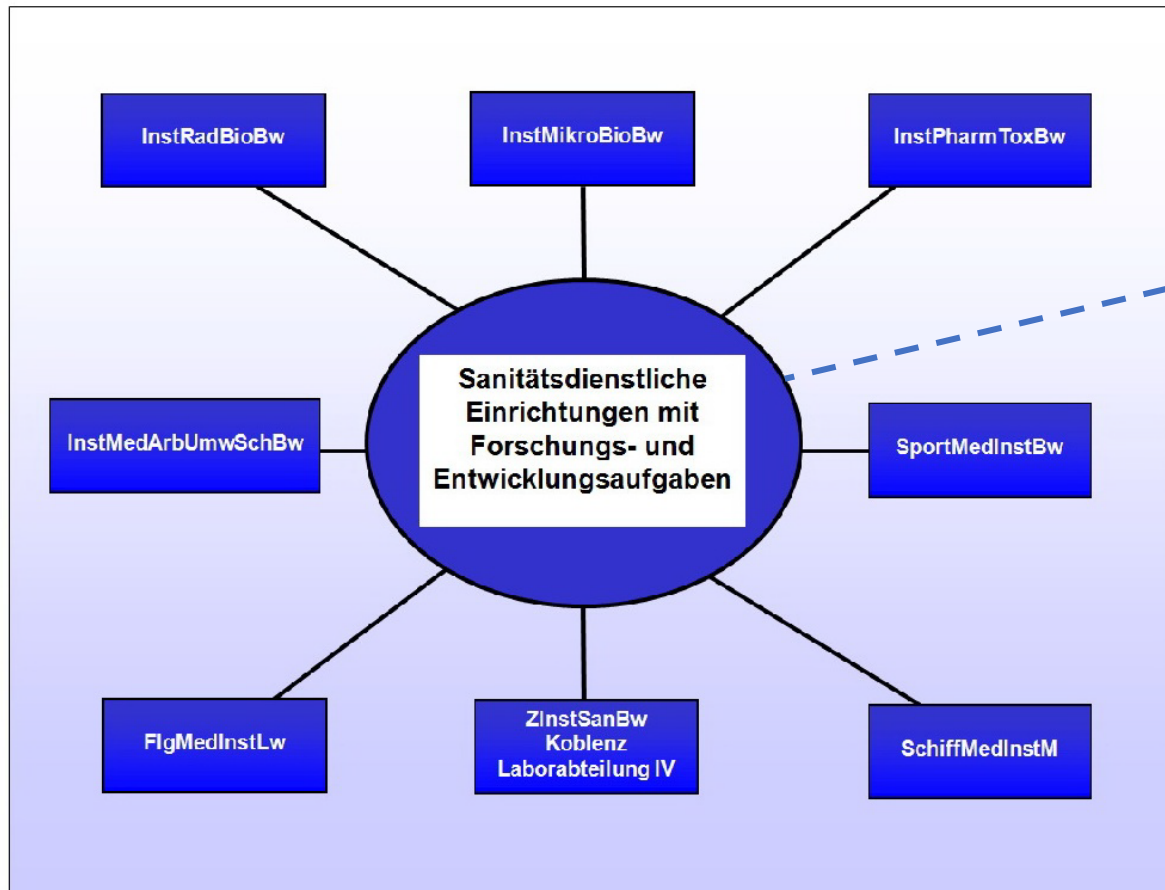 InstRadBioBw
InstMikroBioBw
InstPharmToxBw
Sanitätsdienstliche
Einrichtungen mit
Forschungs- und
Entwicklungsaufgaben
InstMedArbUmwSchBw
SportMedInstBw
FlgMedInstLw
ZInstSanBw
Koblenz
Laborabteilung IV
SchiffMedInstM